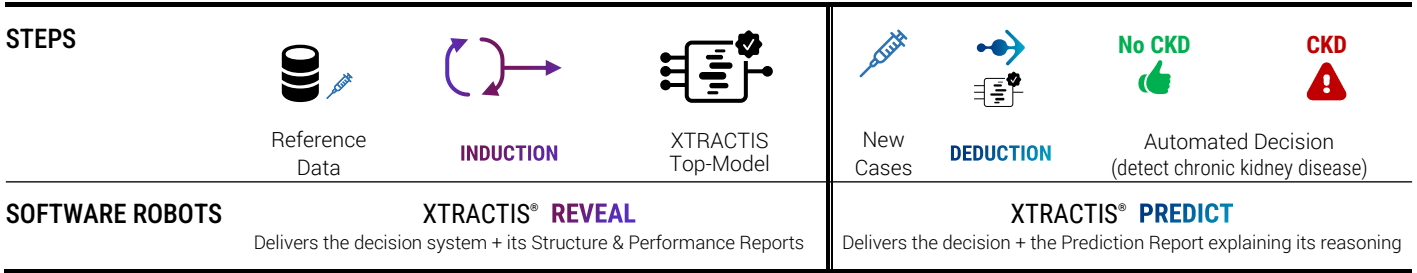 STEPS
No CKD
CKD
Reference
Data
INDUCTION
XTRACTIS
Top-Model
New
Cases
DEDUCTION
Automated Decision
(detect chronic kidney disease)
SOFTWARE ROBOTS
XTRACTIS® REVEAL
Delivers the decision system + its Structure & Performance Reports
XTRACTIS® PREDICT
Delivers the decision + the Prediction Report explaining its reasoning